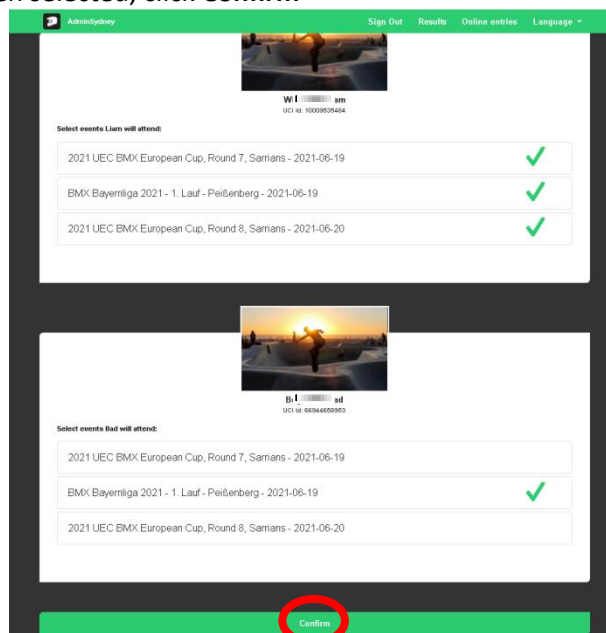 selected, click
AdminSydney Sign Out Results Online entries Language
UCI Id: 10009535484
Select events Liam will attend:
2021 UEC BMX European Cup, Round 7, Sarrians - 2021-06-19
BMX Bayernliga 2021 - 1. Lauf - Peißenberg - 2021-06-19
2021 UEC BMX European Cup, Round 8, Sarrians - 2021-06-20
UCI Id: 66944658953
Select events Bad will attend:
2021 UEC BMX European Cup, Round 7, Sarrians - 2021-06-19
BMX Bayernliga 2021 - 1. Lauf - Peißenberg - 2021-06-19
2021 UEC BMX European Cup, Round 8, Sarrians - 2021-06-20
Confirm